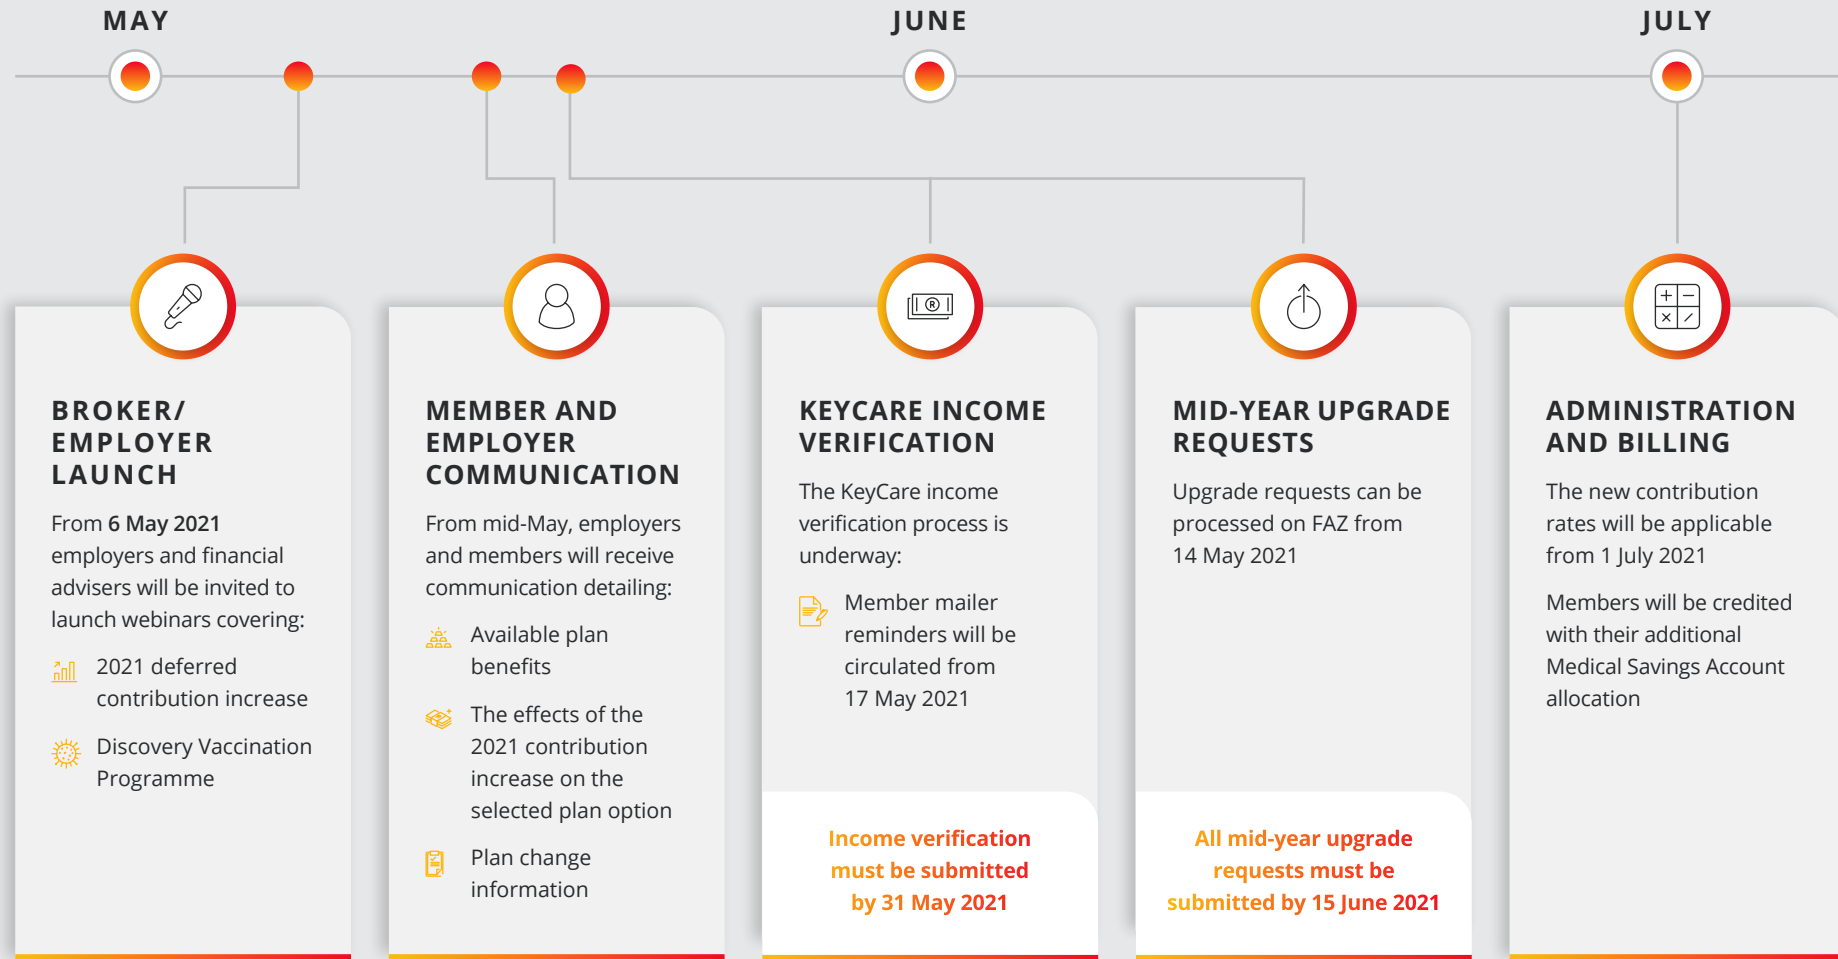 MAY
JUNE
JULY
BROKER/
EMPLOYER
LAUNCH
From 6 May 2021
employers and financial
advisers will be invited to
launch webinars covering:
2021 deferred
contribution increase
Discovery Vaccination
Programme
MEMBER AND
EMPLOYER
COMMUNICATION
From mid-May, employers
and members will receive
communication detailing:
Available plan
benefits
The effects of the
2021 contribution
increase on the
selected plan option
Plan change
information
R
KEYCARE INCOME
VERIFICATION
The KeyCare income
verification process is
underway:
Member mailer
reminders will be
circulated from
17 May 2021
Income verification
must be submitted
by 31 May 2021
MID-YEAR UPGRADE
REQUESTS
Upgrade requests can be
processed on FAZ from
14 May 2021
All mid-year upgrade
requests must be
submitted by 15 June 2021
ADMINISTRATION
AND BILLING
The new contribution
rates will be applicable
from 1 July 2021
Members will be credited
with their additional
Medical Savings Account
allocation